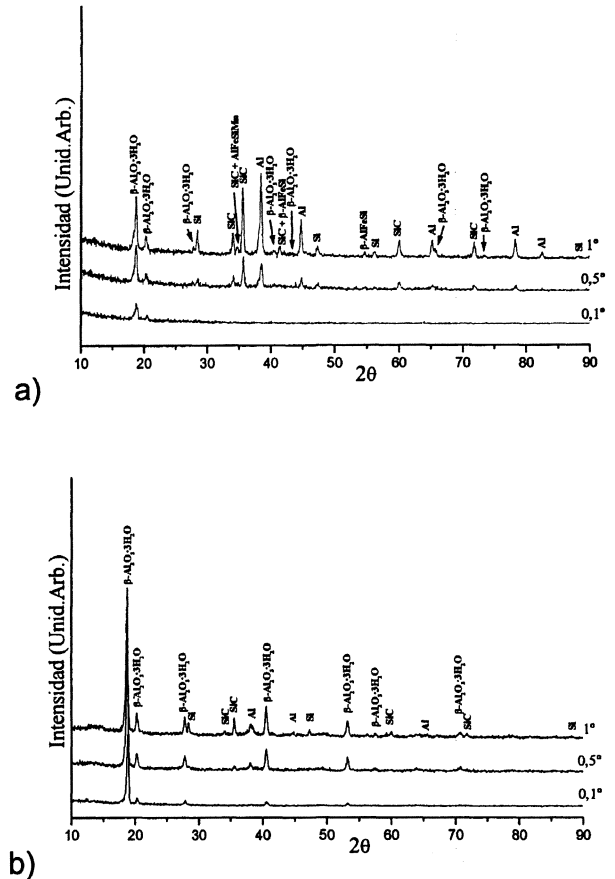 Intensidad (Unid.Arb.)
β-Al₂O₃·3H₂O
β-Al₂O₃·3H₂O
β-Al₂O₃·3H₂O
Si
SiC
SiC + AlFeSiMn
SiC
Al
β-Al₂O₃·3H₂O
SiC + β-AlFeSi
β-Al₂O₃·3H₂O
Al
Si
β-AlFeSi
Si
SiC
Al
β-Al₂O₃·3H₂O
SiC
β-Al₂O₃·3H₂O
Al
Al
Si
1°
0,5°
0,1°
10 20 30 40 50 60 70 80 90
2θ
a)
Intensidad (Unid.Arb.)
β-Al₂O₃·3H₂O
β-Al₂O₃·3H₂O
β-Al₂O₃·3H₂O
Si
SiC
SiC
Al
β-Al₂O₃·3H₂O
Al
Si
β-Al₂O₃·3H₂O
β-Al₂O₃·3H₂O
SiC
Al
β-Al₂O₃·3H₂O
SiC
Si
1°
0,5°
0,1°
10 20 30 40 50 60 70 80 90
2θ
b)